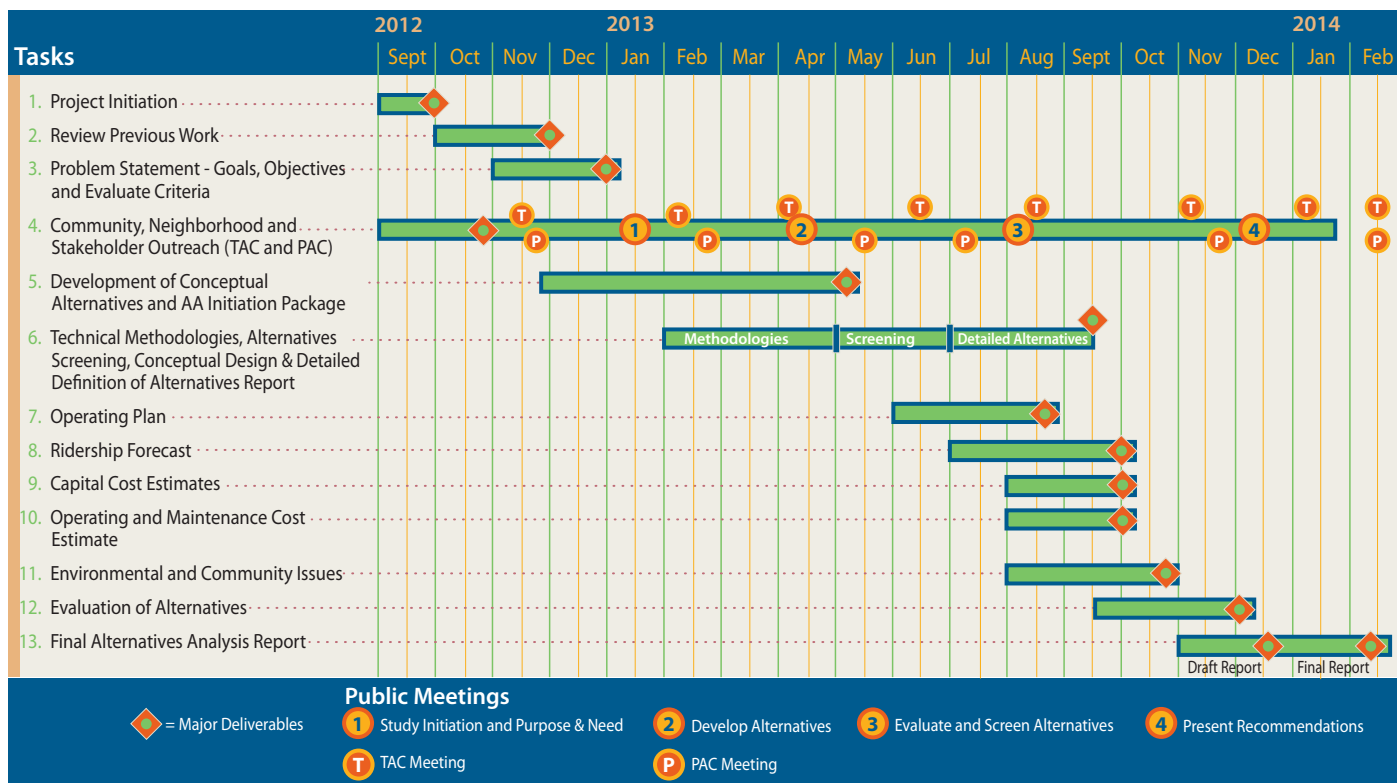 2012 2013 2014
Tasks Sept Oct Nov Dec Jan Feb Mar Apr May Jun Jul Aug Sept Oct Nov Dec Jan Feb
1. Project Initiation
2. Review Previous Work
3. Problem Statement - Goals, Objectives
and Evaluate Criteria
T T T T T T T T
4. Community, Neighborhood and
1 2 3 4
Stakeholder Outreach (TAC and PAC)
P P P P P P
5. Development of Conceptual
Alternatives and AA Initiation Package
6. Technical Methodologies, Alternatives
Screening, Conceptual Design & Detailed
Definition of Alternatives Report
Methodologies Screening Detailed Alternatives
7. Operating Plan
8. Ridership Forecast
9. Capital Cost Estimates
10. Operating and Maintenance Cost
Estimate
11. Environmental and Community Issues
12. Evaluation of Alternatives
13. Final Alternatives Analysis Report
Draft Report Final Report
Public Meetings
= Major Deliverables 1 Study Initiation and Purpose & Need 2 Develop Alternatives 3 Evaluate and Screen Alternatives 4 Present Recommendations
T TAC Meeting P PAC Meeting